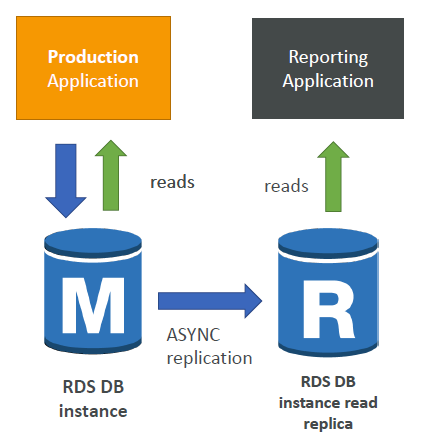 Production
Application
Reporting
Application
reads
reads
M
R
ASYNC
replication
RDS DB
instance
RDS DB
instance read
replica